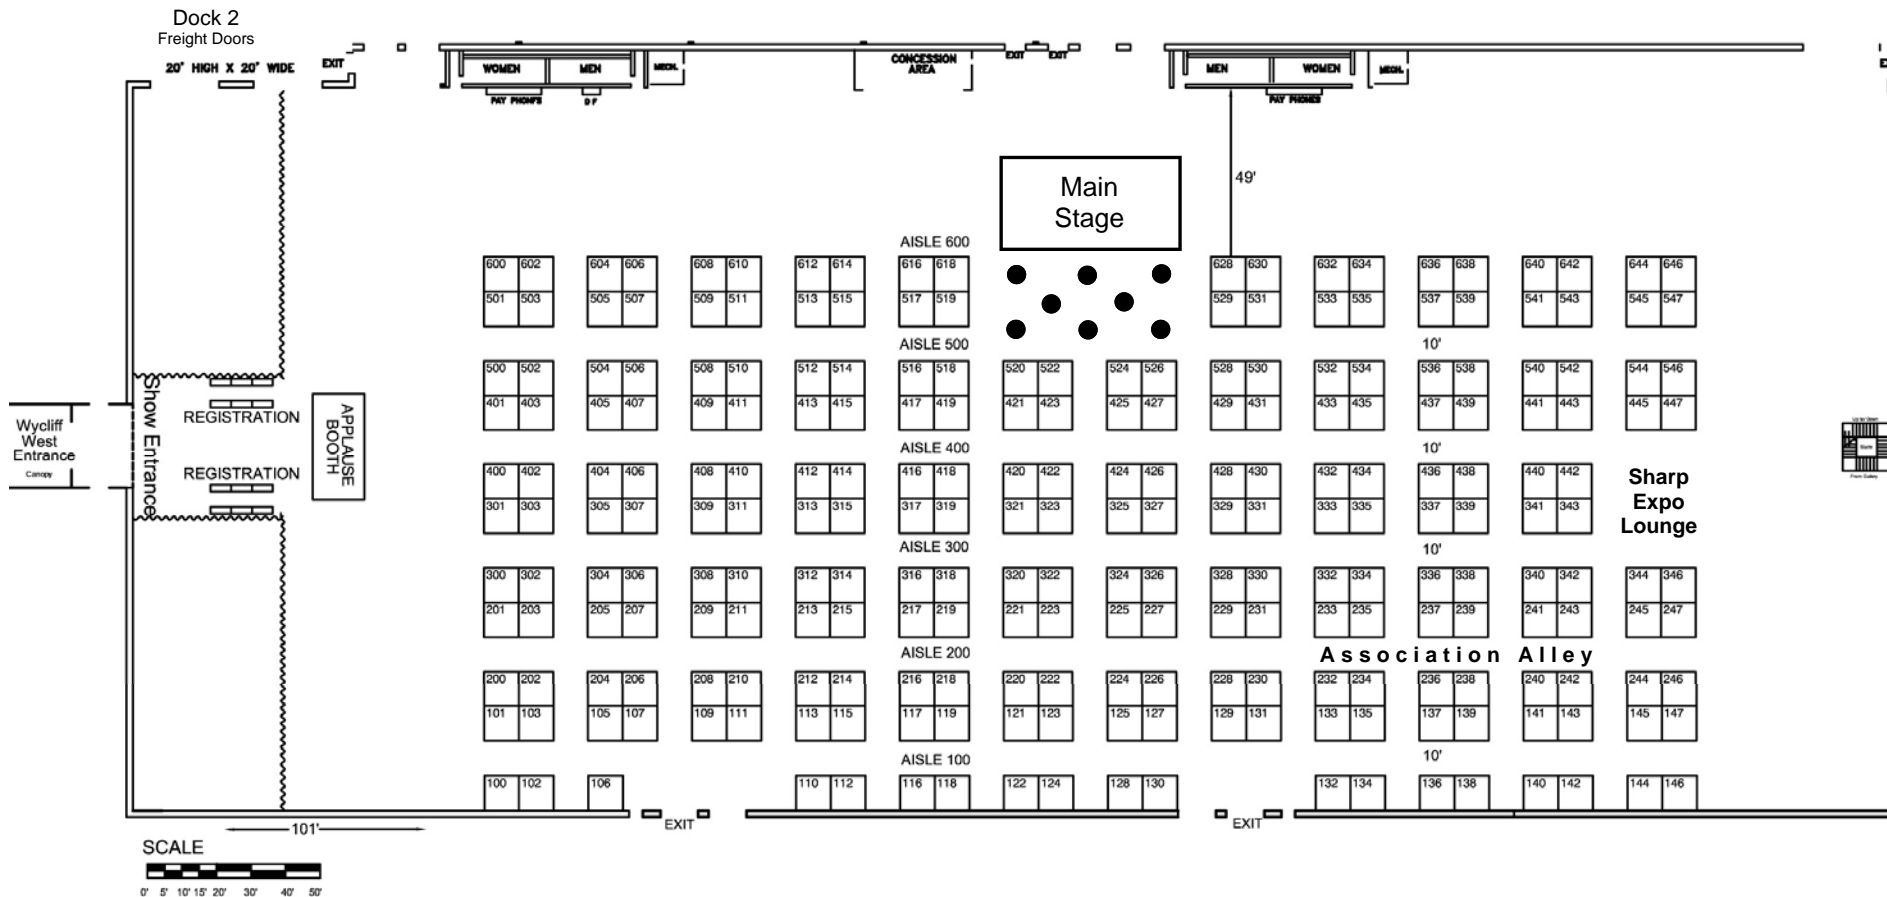 Dock 2
Freight Doors
20' HIGH X 20' WIDE
EXIT
WOMEN MEN MECH.
PAY PHONES D F
CONCESSION
AREA
EXIT EXIT
MEN WOMEN MECH.
PAY PHONES
49'
Main
Stage
AISLE 600
600 602 604 606 608 610 612 614 616 618 628 630 632 634 636 638 640 642 644 646
501 503 505 507 509 511 513 515 517 519 529 531 533 535 537 539 541 543 545 547
AISLE 500 10'
500 502 504 506 508 510 512 514 516 518 520 522 524 526 528 530 532 534 536 538 540 542 544 546
401 403 405 407 409 411 413 415 417 419 421 423 425 427 429 431 433 435 437 439 441 443 445 447
AISLE 400 10'
400 402 404 406 408 410 412 414 416 418 420 422 424 426 428 430 432 434 436 438 440 442
301 303 305 307 309 311 313 315 317 319 321 323 325 327 329 331 333 335 337 339 341 343
Sharp
Expo
Lounge
AISLE 300 10'
300 302 304 306 308 310 312 314 316 318 320 322 324 326 328 330 332 334 336 338 340 342 344 346
201 203 205 207 209 211 213 215 217 219 221 223 225 227 229 231 233 235 237 239 241 243 245 247
AISLE 200 Association Alley
200 202 204 206 208 210 212 214 216 218 220 222 224 226 228 230 232 234 236 238 240 242 244 246
101 103 105 107 109 111 113 115 117 119 121 123 125 127 129 131 133 135 137 139 141 143 145 147
AISLE 100 10'
100 102 106 110 112 116 118 122 124 128 130 132 134 136 138 140 142 144 146
EXIT EXIT
Wycliff
West
Entrance
Canopy
Show Entrance
REGISTRATION
REGISTRATION
APPLAUSE
BOOTH
Stairs
101'
SCALE
0' 5' 10' 15' 20' 30' 40' 50'